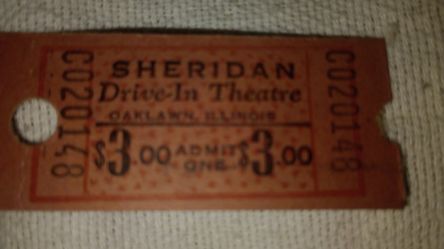 SHERIDAN
Drive-In Theatre
OAKLAWN, ILLINOIS
$3.00 ADMIT ONE $3.00
C020148
C020148